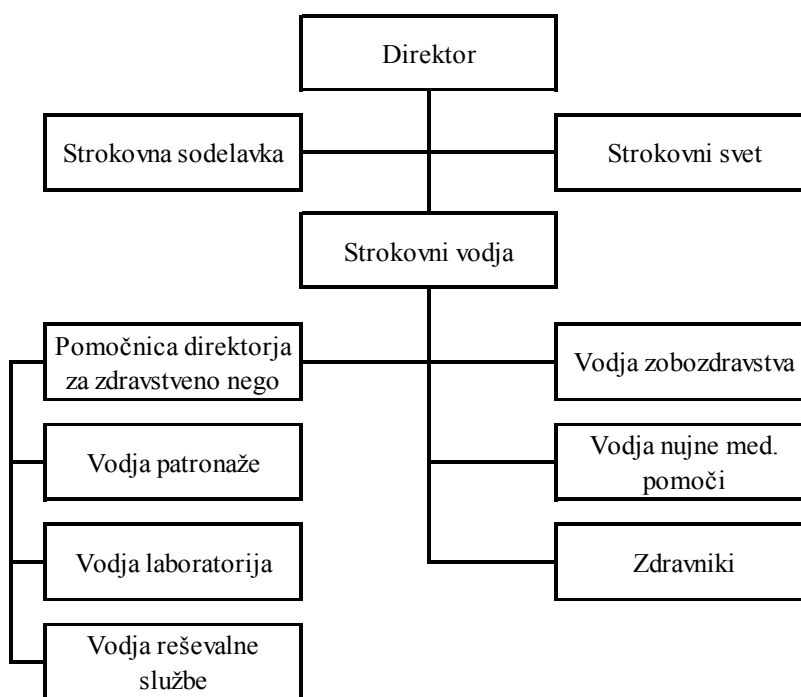 Direktor
Strokovna sodelavka
Strokovni svet
Strokovni vodja
Pomočnica direktorja
za zdravstveno nego
Vodja zobozdravstva
Vodja patronaže
Vodja nujne med.
pomoči
Vodja laboratorija
Zdravniki
Vodja reševalne
službe